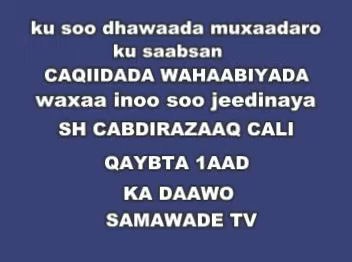 ku soo dhawaada muxaadaro
ku saabsan
CAQIIDADA WAHAABIYADA
waxaa inoo soo jeedinaya
SH CABDIRAZAAQ CALI
QAYBTA 1AAD
KA DAAWO
SAMAWADE TV